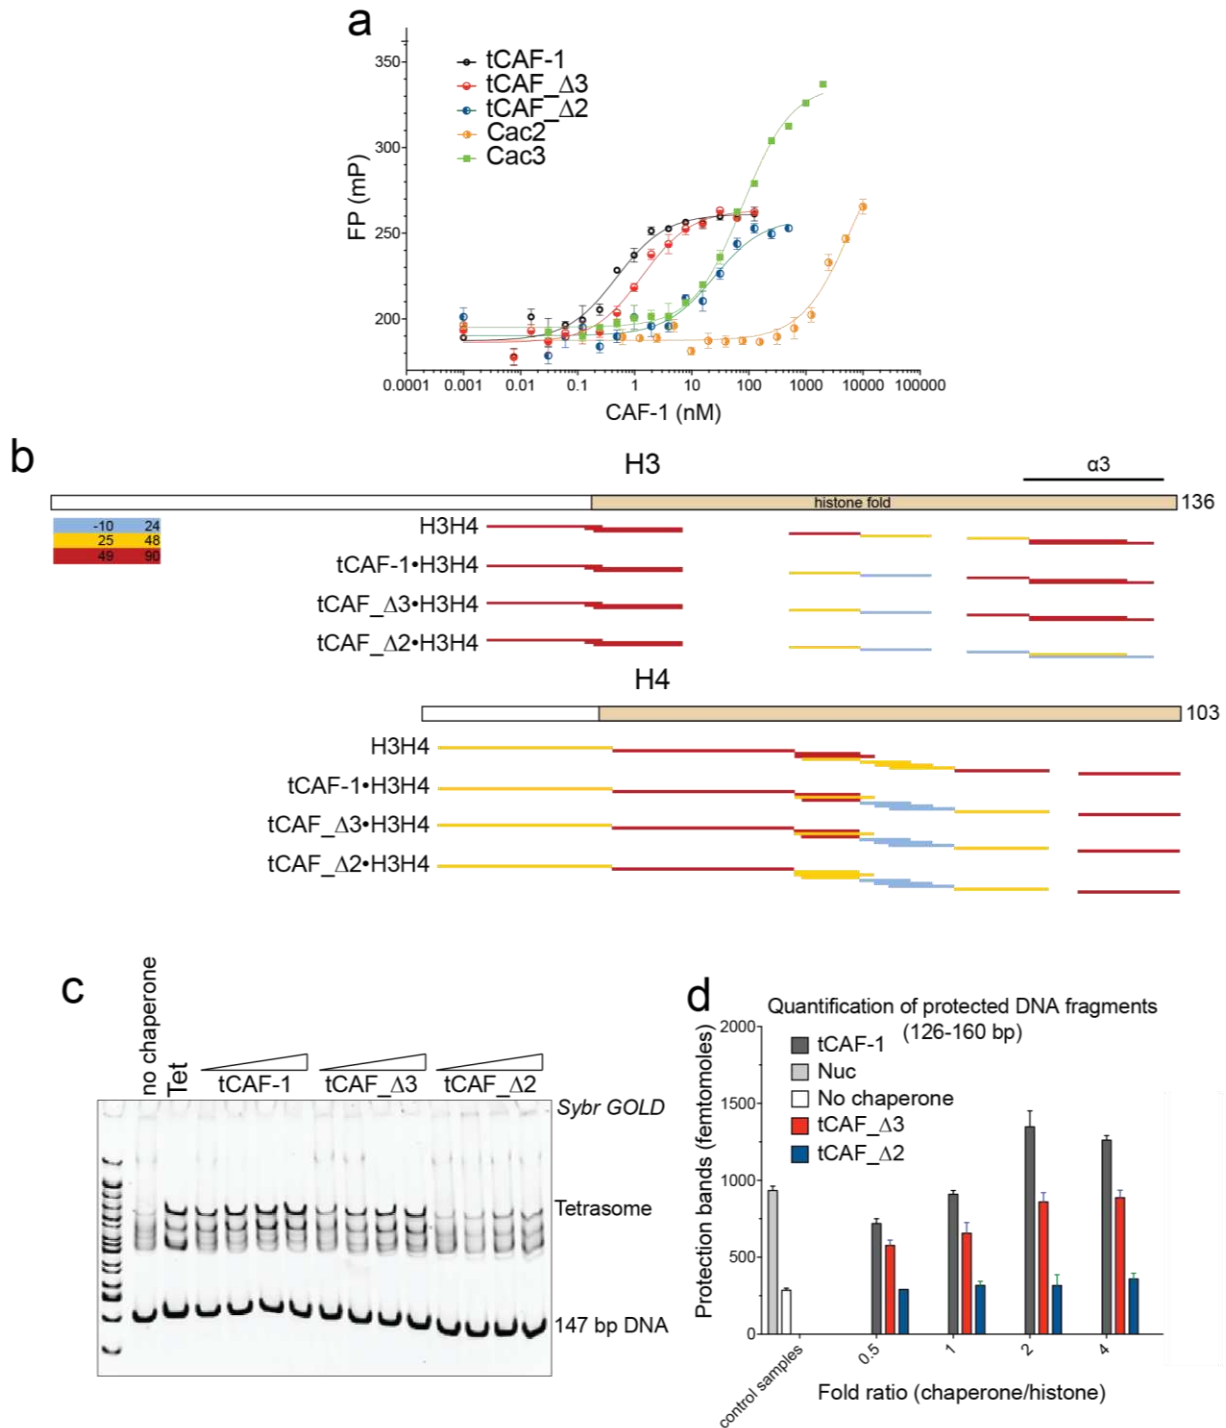 a
tCAF-1
tCAF_Δ3
tCAF_Δ2
Cac2
Cac3
350
300
250
200
FP (mP)
0.0001 0.001 0.01 0.1 1 10 100 1000 10000 100000
CAF-1 (nM)
b
H3
α3
histone fold
136
-10 24
25 48
49 90
H3H4
tCAF-1•H3H4
tCAF_Δ3•H3H4
tCAF_Δ2•H3H4
H4
103
H3H4
tCAF-1•H3H4
tCAF_Δ3•H3H4
tCAF_Δ2•H3H4
c
no chaperone
Tet
tCAF-1
tCAF_Δ3
tCAF_Δ2
Sybr GOLD
Tetrasome
147 bp DNA
d
Quantification of protected DNA fragments
(126-160 bp)
tCAF-1
Nuc
No chaperone
tCAF_Δ3
tCAF_Δ2
2000
1500
1000
500
0
Protection bands (femtomoles)
control samples
0.5 1 2 4
Fold ratio (chaperone/histone)